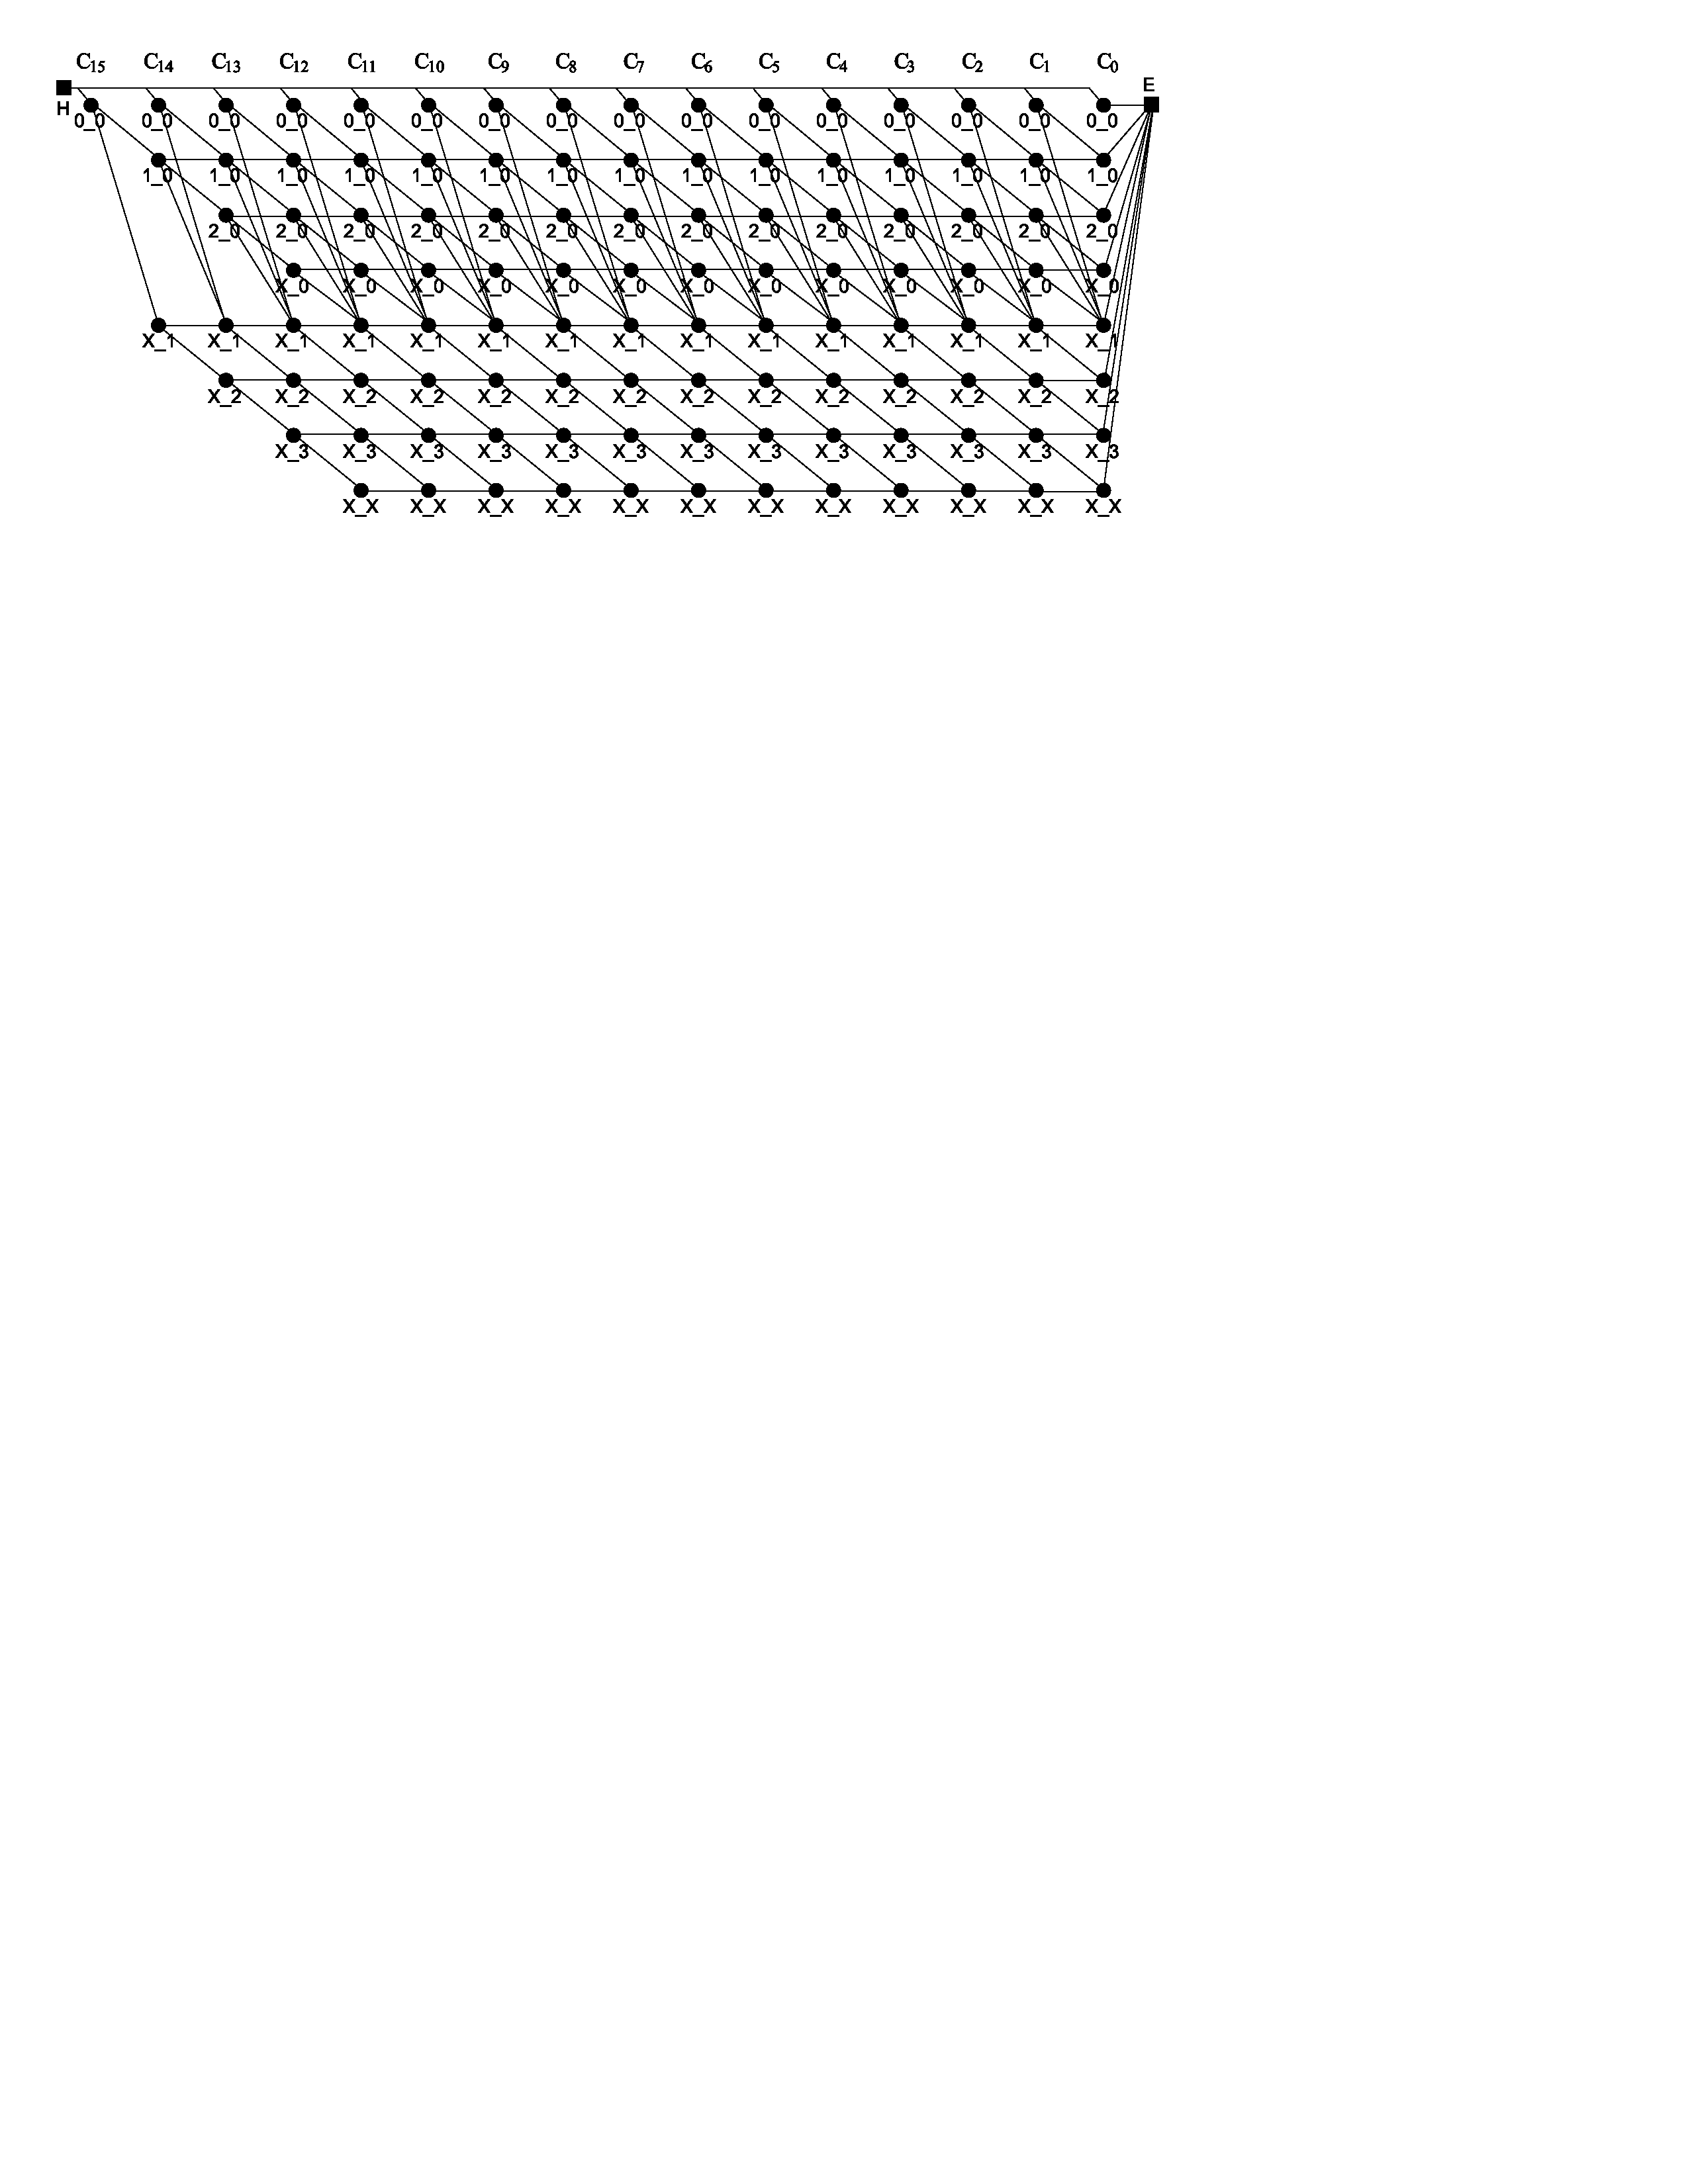 C15 C14 C13 C12 C11 C10 C9 C8 C7 C6 C5 C4 C3 C2 C1 C0
E
H
0_0 0_0 0_0 0_0 0_0 0_0 0_0 0_0 0_0 0_0 0_0 0_0 0_0 0_0 0_0 0_0
1_0 1_0 1_0 1_0 1_0 1_0 1_0 1_0 1_0 1_0 1_0 1_0 1_0 1_0 1_0
2_0 2_0 2_0 2_0 2_0 2_0 2_0 2_0 2_0 2_0 2_0 2_0 2_0 2_0
X_0 X_0 X_0 X_0 X_0 X_0 X_0 X_0 X_0 X_0 X_0 X_0 X_0
X_1 X_1 X_1 X_1 X_1 X_1 X_1 X_1 X_1 X_1 X_1 X_1 X_1 X_1 X_1
X_2 X_2 X_2 X_2 X_2 X_2 X_2 X_2 X_2 X_2 X_2 X_2 X_2 X_2
X_3 X_3 X_3 X_3 X_3 X_3 X_3 X_3 X_3 X_3 X_3 X_3 X_3
X_X X_X X_X X_X X_X X_X X_X X_X X_X X_X X_X X_X